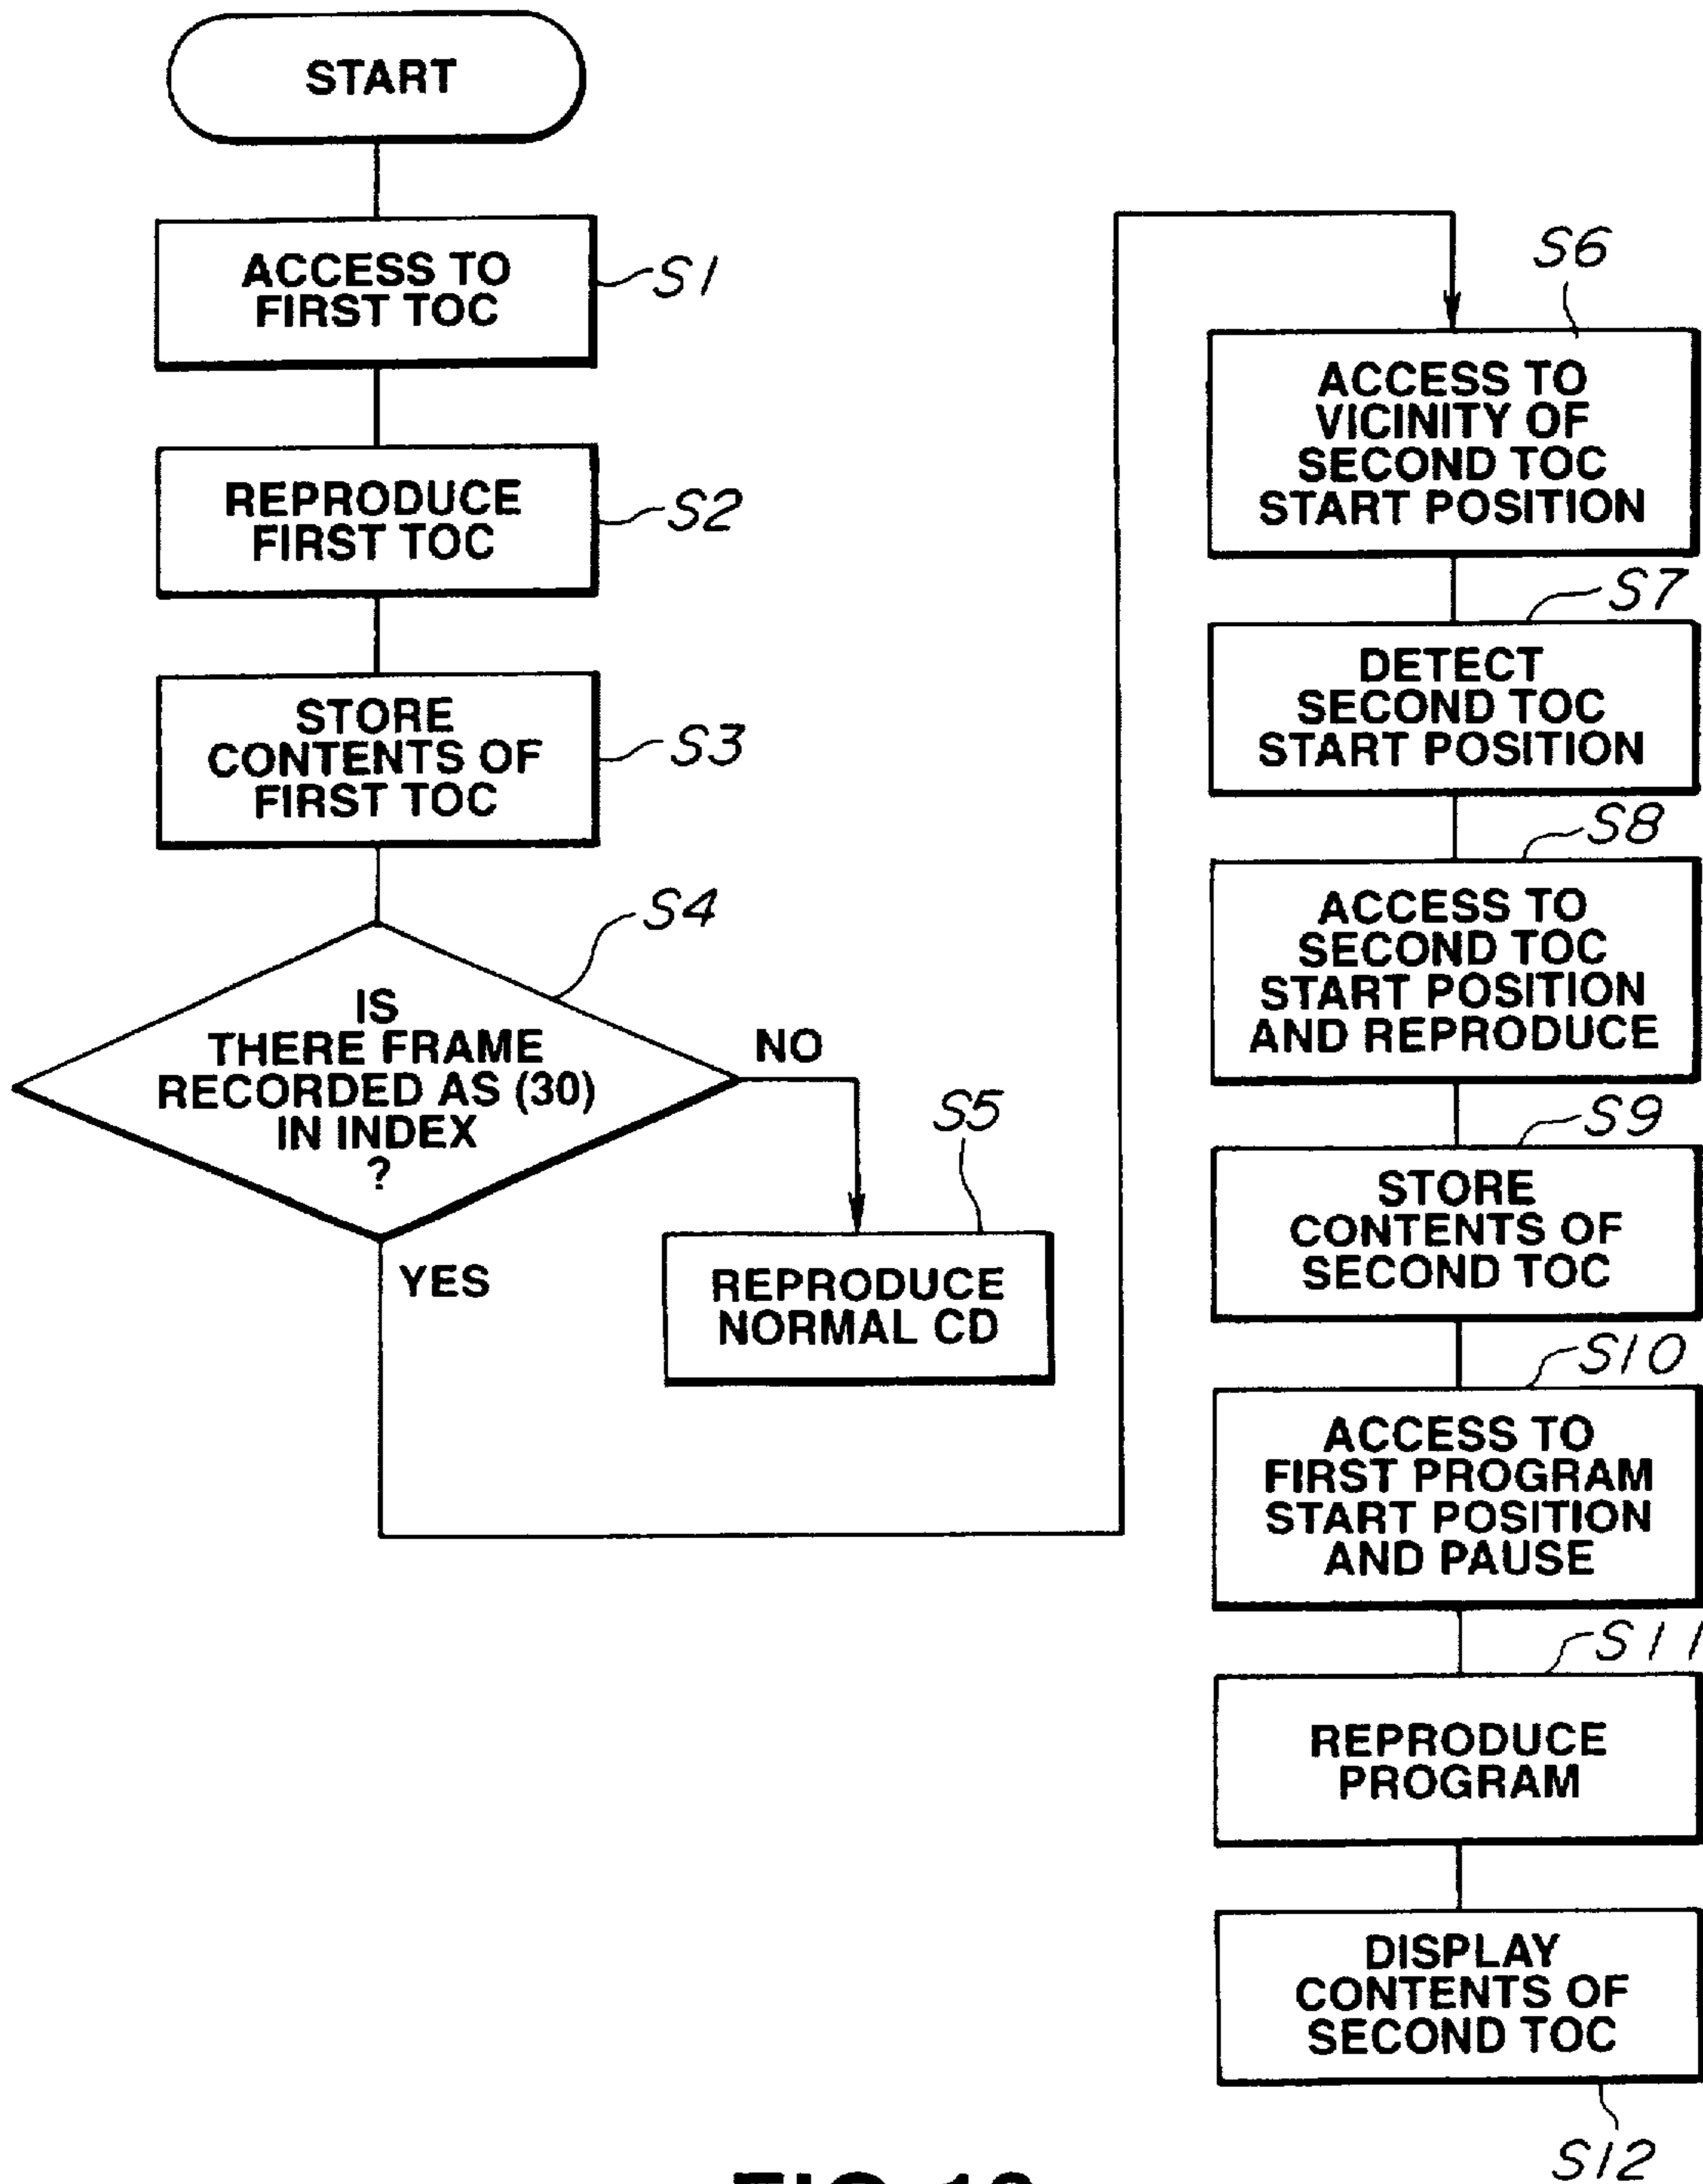 START
ACCESS TO
FIRST TOC
S1
REPRODUCE
FIRST TOC
S2
STORE
CONTENTS OF
FIRST TOC
S3
S4
IS
THERE FRAME
RECORDED AS (30)
IN INDEX
?
NO
YES
S5
REPRODUCE
NORMAL CD
S6
ACCESS TO
VICINITY OF
SECOND TOC
START POSITION
S7
DETECT
SECOND TOC
START POSITION
S8
ACCESS TO
SECOND TOC
START POSITION
AND REPRODUCE
S9
STORE
CONTENTS OF
SECOND TOC
S10
ACCESS TO
FIRST PROGRAM
START POSITION
AND PAUSE
S11
REPRODUCE
PROGRAM
DISPLAY
CONTENTS OF
SECOND TOC
S12